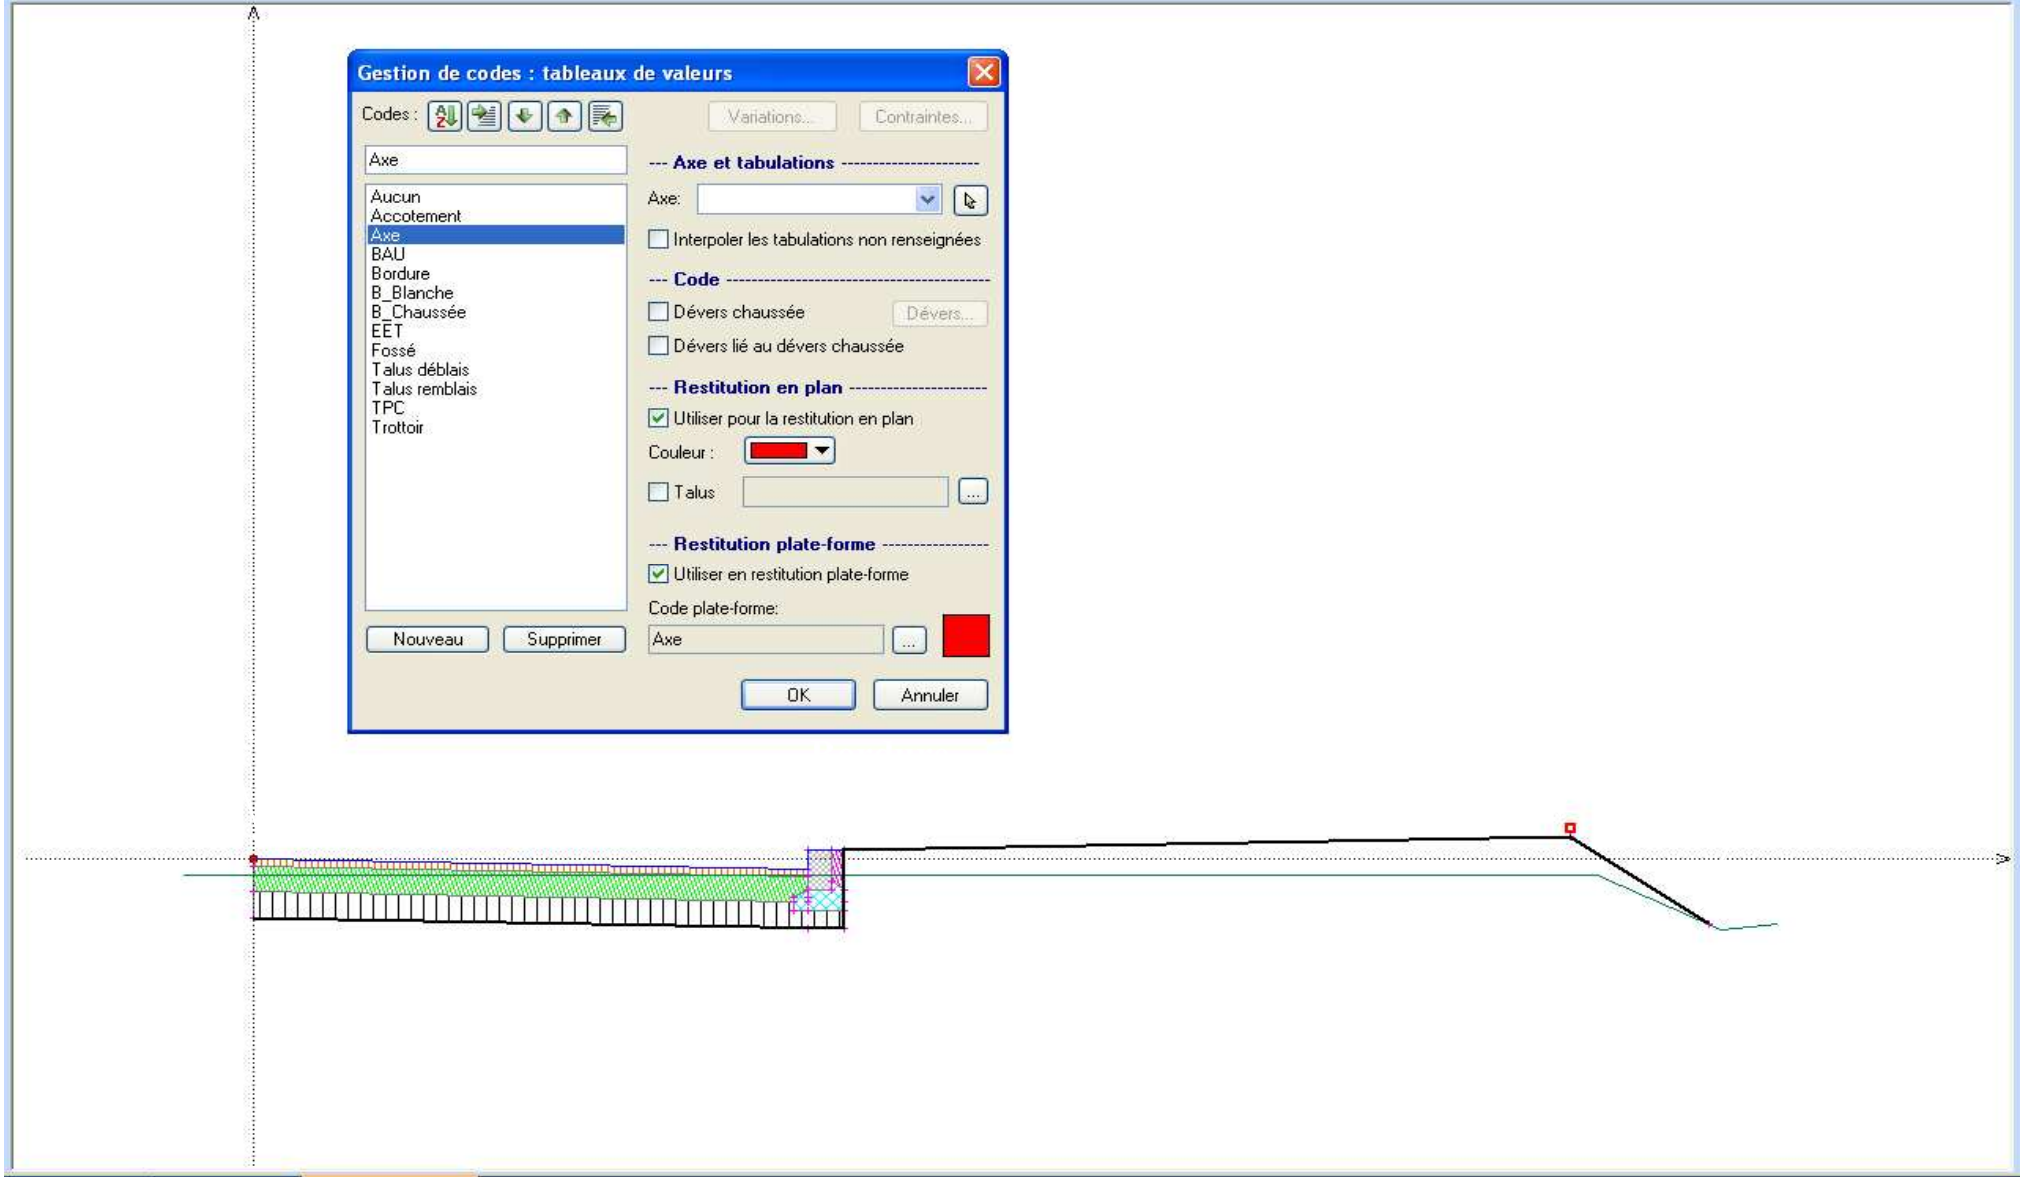 Gestion de codes : tableaux de valeurs
Codes :
Variations...
Contraintes...
Axe
Aucun
Accotement
Axe
BAU
Bordure
B_Blanche
B_Chaussée
EET
Fossé
Talus déblais
Talus remblais
TPC
Trottoir
Nouveau
Supprimer
--- Axe et tabulations ---------------------
Axe:
Interpoler les tabulations non renseignées
--- Code ----------------------------------------
Dévers chaussée
Dévers...
Dévers lié au dévers chaussée
--- Restitution en plan ---------------------
Utiliser pour la restitution en plan
Couleur :
Talus
...
--- Restitution plate-forme ----------------
Utiliser en restitution plate-forme
Code plate-forme:
Axe
...
OK
Annuler